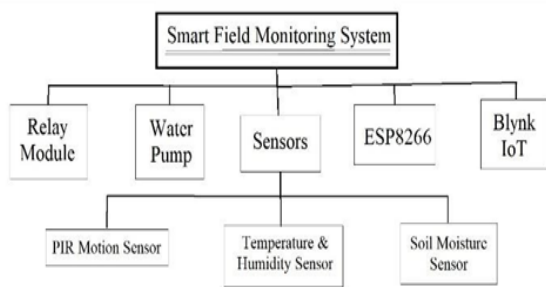 Smart Field Monitoring System
Relay
Module
Water
Pump
Sensors
ESP8266
Blynk
IoT
PIR Motion Sensor
Temperature &
Humidity Sensor
Soil Moisture
Sensor